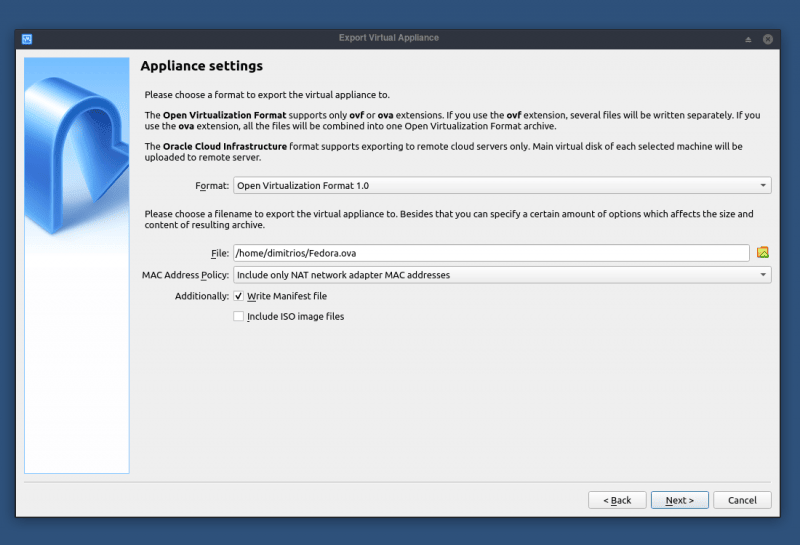 Export Virtual Appliance
Appliance settings
Please choose a format to export the virtual appliance to.
The Open Virtualization Format supports only ovf or ova extensions. If you use the ovf extension, several files will be written separately. If you
use the ova extension, all the files will be combined into one Open Virtualization Format archive.
The Oracle Cloud Infrastructure format supports exporting to remote cloud servers only. Main virtual disk of each selected machine will be
uploaded to remote server.
Format: Open Virtualization Format 1.0
Please choose a filename to export the virtual appliance to. Besides that you can specify a certain amount of options which affects the size and
content of resulting archive.
File: /home/dimitrios/Fedora.ova
MAC Address Policy: Include only NAT network adapter MAC addresses
Additionally: Write Manifest file
Include ISO image files
< Back Next > Cancel